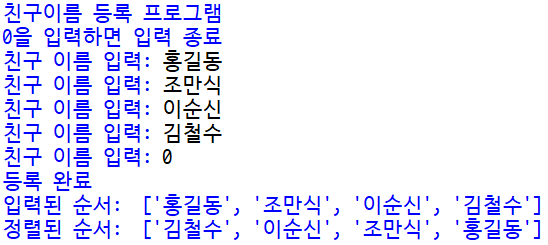 친구이름 등록 프로그램
0을 입력하면 입력 종료
친구 이름 입력: 홍길동
친구 이름 입력: 조만식
친구 이름 입력: 이순신
친구 이름 입력: 김철수
친구 이름 입력: 0
등록 완료
입력된 순서:  ['홍길동', '조만식', '이순신', '김철수']
정렬된 순서:  ['김철수', '이순신', '조만식', '홍길동']